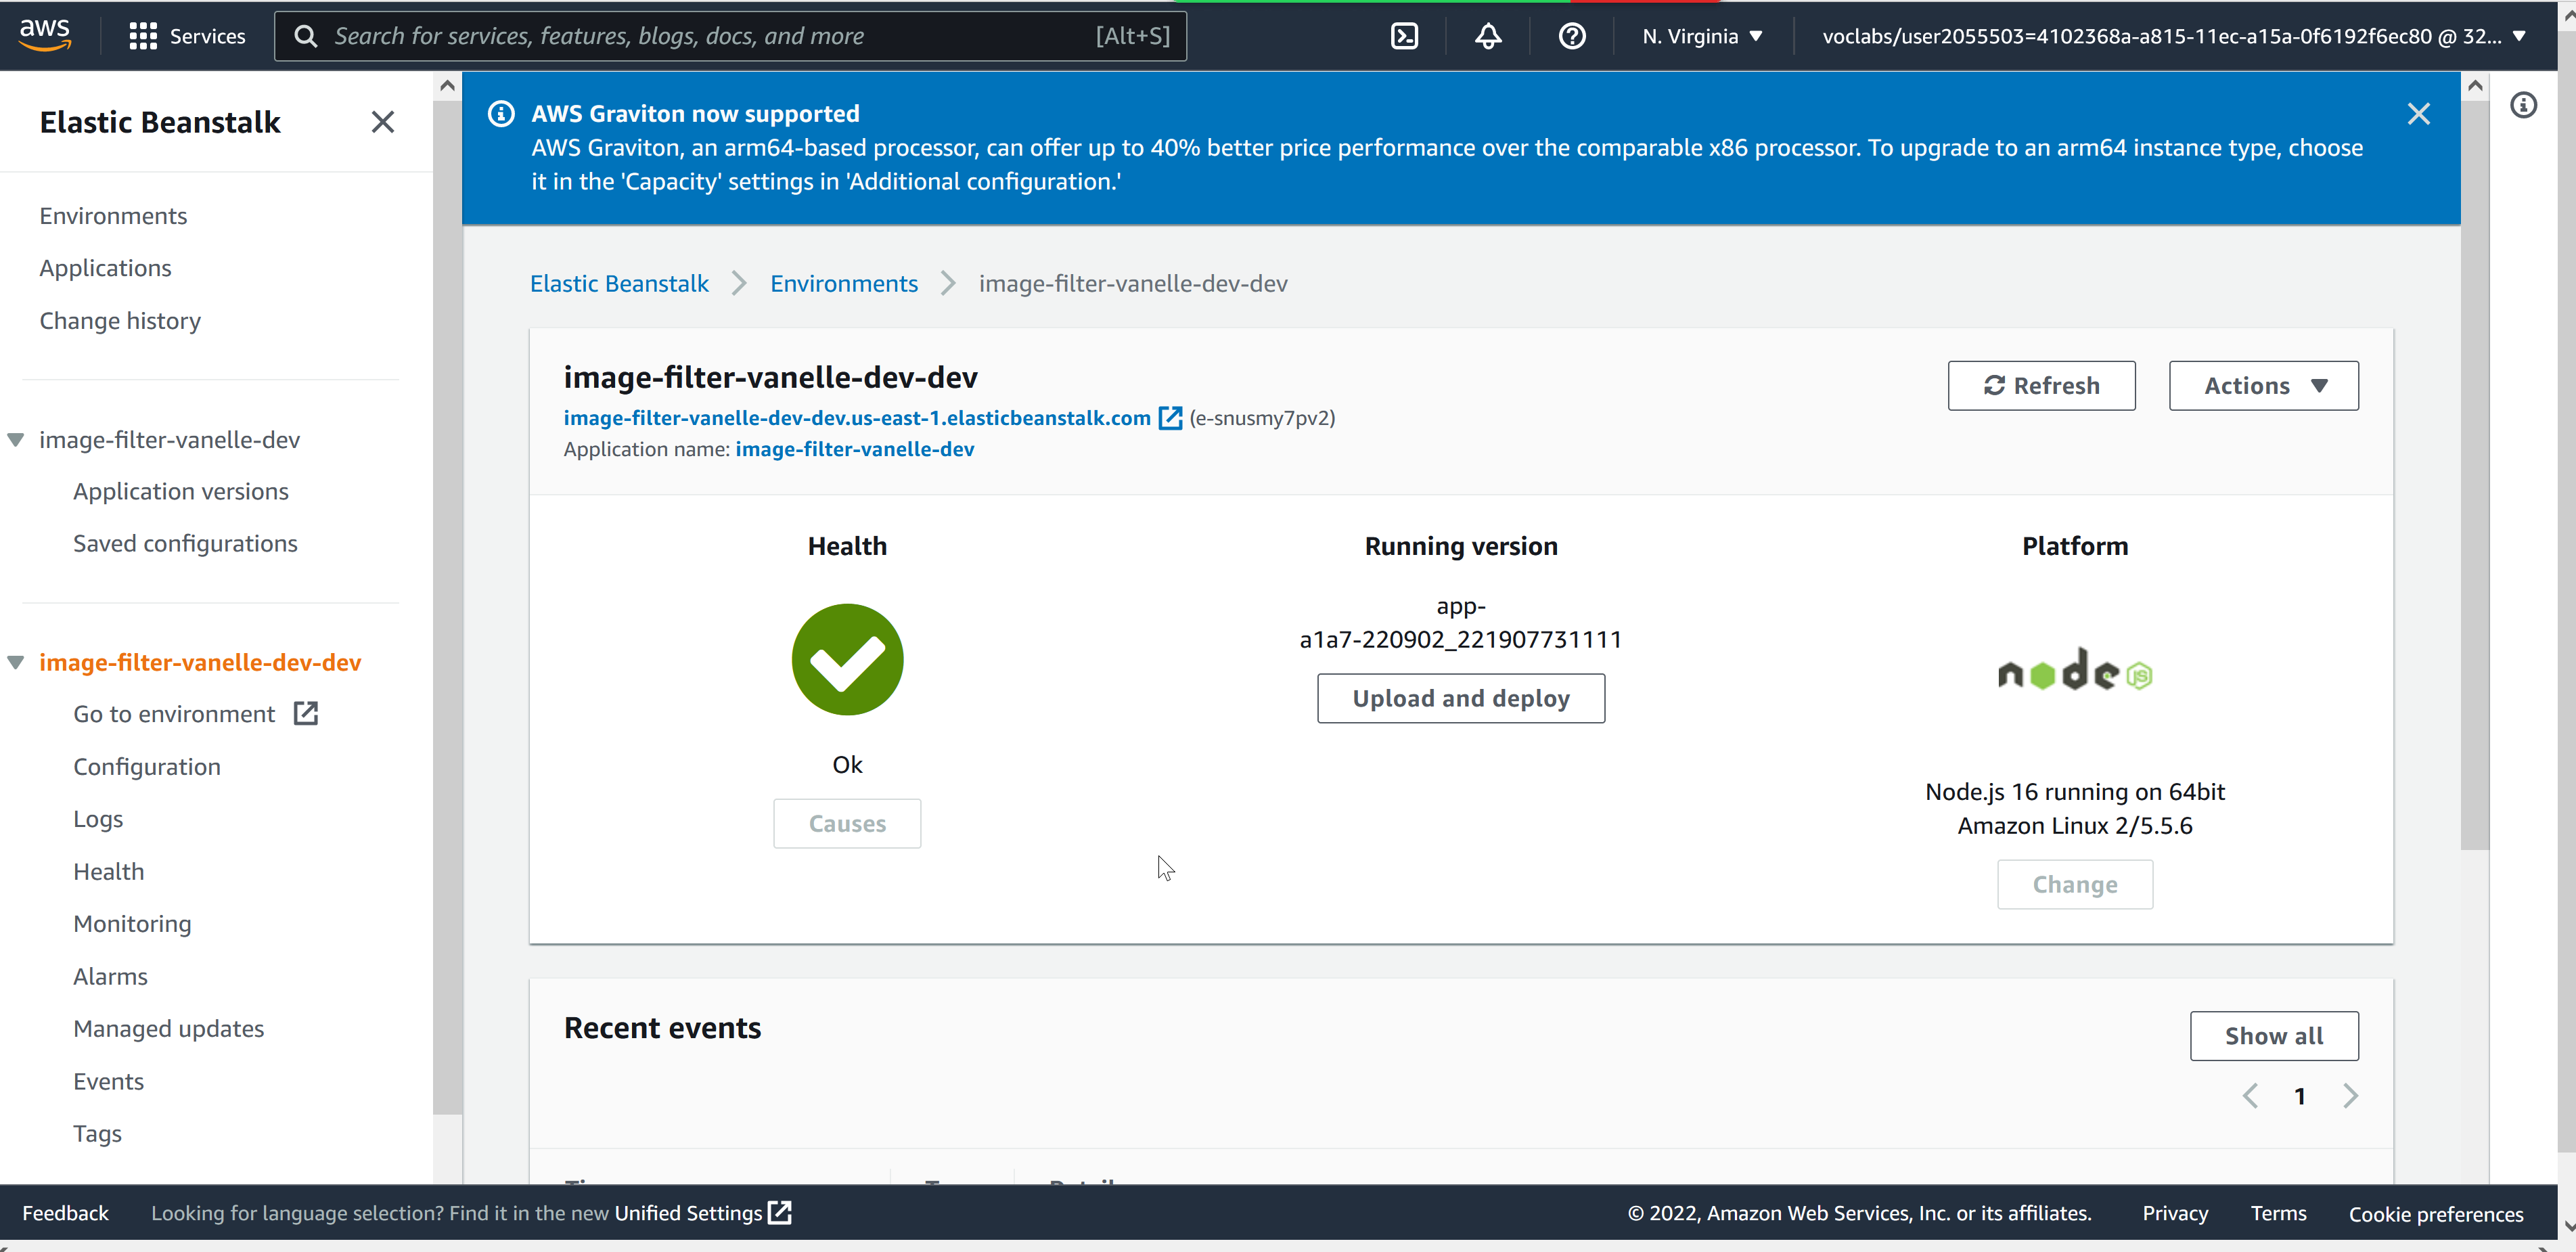 aws
Services
Search for services, features, blogs, docs, and more
[Alt+S]
N. Virginia
voclabs/user2055503=4102368a-a815-11ec-a15a-0f6192f6ec80 @ 32...
Elastic Beanstalk
Environments
Applications
Change history
image-filter-vanelle-dev
Application versions
Saved configurations
image-filter-vanelle-dev-dev
Go to environment
Configuration
Logs
Health
Monitoring
Alarms
Managed updates
Events
Tags
AWS Graviton now supported
AWS Graviton, an arm64-based processor, can offer up to 40% better price performance over the comparable x86 processor. To upgrade to an arm64 instance type, choose
it in the 'Capacity' settings in 'Additional configuration.'
Elastic Beanstalk
Environments
image-filter-vanelle-dev-dev
image-filter-vanelle-dev-dev
image-filter-vanelle-dev-dev.us-east-1.elasticbeanstalk.com (e-snusmy7pv2)
Application name: image-filter-vanelle-dev
Refresh
Actions
Health
Ok
Causes
Running version
app-
a1a7-220902_221907731111
Upload and deploy
Platform
node JS
Node.js 16 running on 64bit
Amazon Linux 2/5.5.6
Change
Recent events
Show all
1
Feedback
Looking for language selection? Find it in the new Unified Settings
© 2022, Amazon Web Services, Inc. or its affiliates.
Privacy
Terms
Cookie preferences